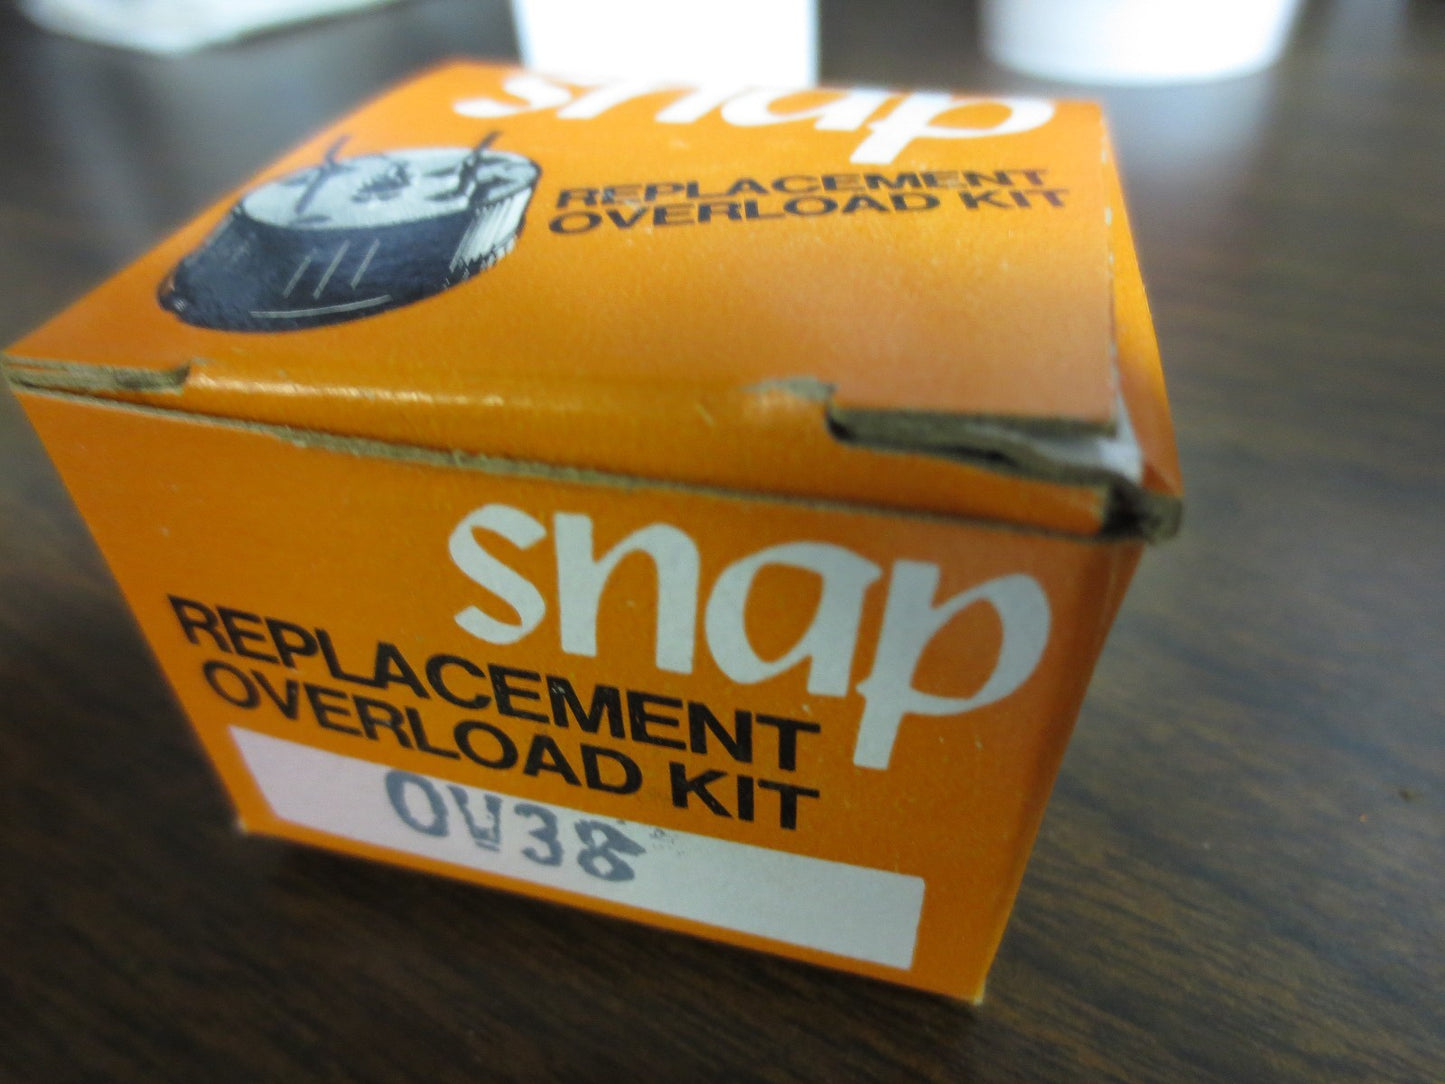 snap
REPLACEMENT
OVERLOAD KIT
snap
REPLACEMENT
OVERLOAD KIT
OV38